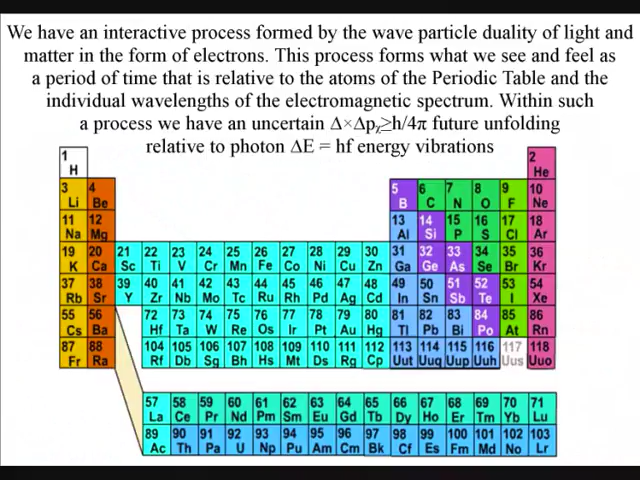 We have an interactive process formed by the wave particle duality of light and
matter in the form of electrons. This process forms what we see and feel as
a period of time that is relative to the atoms of the Periodic Table and the
individual wavelengths of the electromagnetic spectrum. Within such
a process we have an uncertain Δ×Δpᵪ≥h/4π future unfolding
relative to photon ΔE = hf energy vibrations
1 2
H He
3 4 5 6 7 8 9 10
Li Be B C N O F Ne
11 12 13 14 15 16 17 18
Na Mg Al Si P S Cl Ar
19 20 21 22 23 24 25 26 27 28 29 30 31 32 33 34 35 36
K Ca Sc Ti V Cr Mn Fe Co Ni Cu Zn Ga Ge As Se Br Kr
37 38 39 40 41 42 43 44 45 46 47 48 49 50 51 52 53 54
Rb Sr Y Zr Nb Mo Tc Ru Rh Pd Ag Cd In Sn Sb Te I Xe
55 56 72 73 74 75 76 77 78 79 80 81 82 83 84 85 86
Cs Ba Hf Ta W Re Os Ir Pt Au Hg Tl Pb Bi Po At Rn
87 88 104 105 106 107 108 109 110 111 112 113 114 115 116 117 118
Fr Ra Rf Db Sg Bh Hs Mt Ds Rg Cp Uut Uuq Uup Uuh Uus Uuo
57 58 59 60 61 62 63 64 65 66 67 68 69 70 71
La Ce Pr Nd Pm Sm Eu Gd Tb Dy Ho Er Tm Yb Lu
89 90 91 92 93 94 95 96 97 98 99 100 101 102 103
Ac Th Pa U Np Pu Am Cm Bk Cf Es Fm Md No Lr